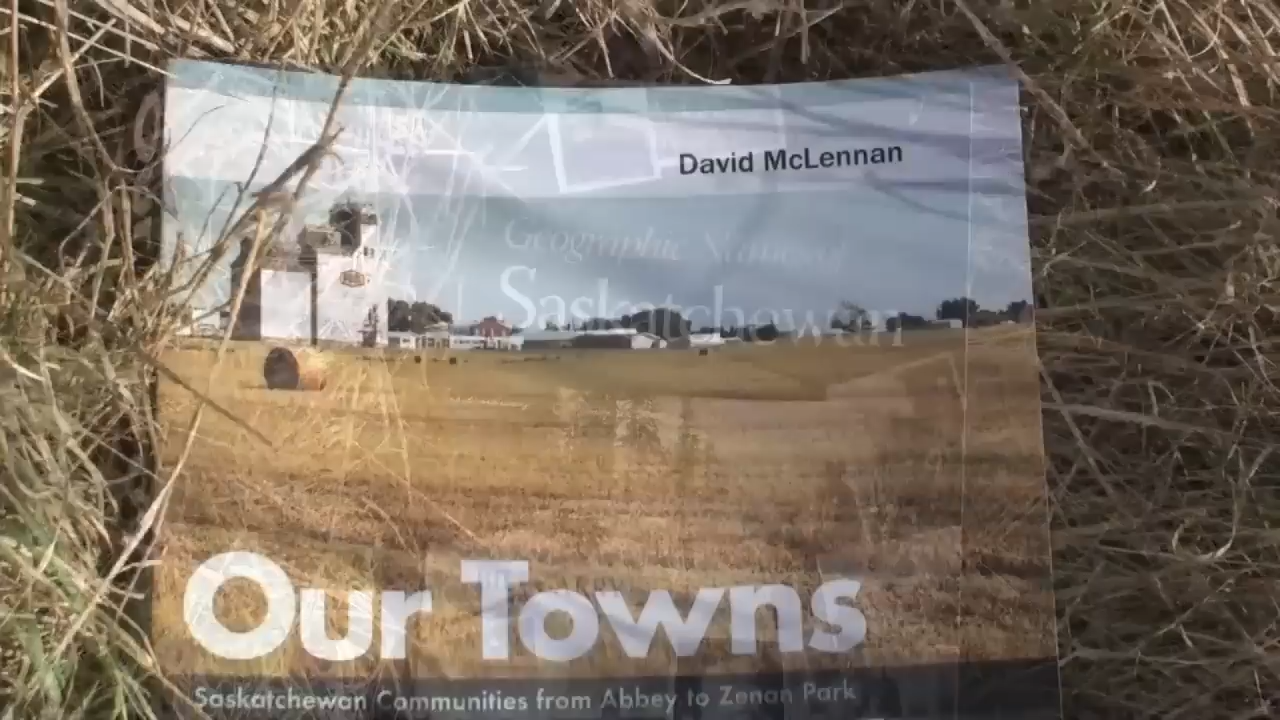 David McLennan
Geographic Names of
Saskatchewan
Our Towns
Saskatchewan Communities from Abbey to Zenon Park